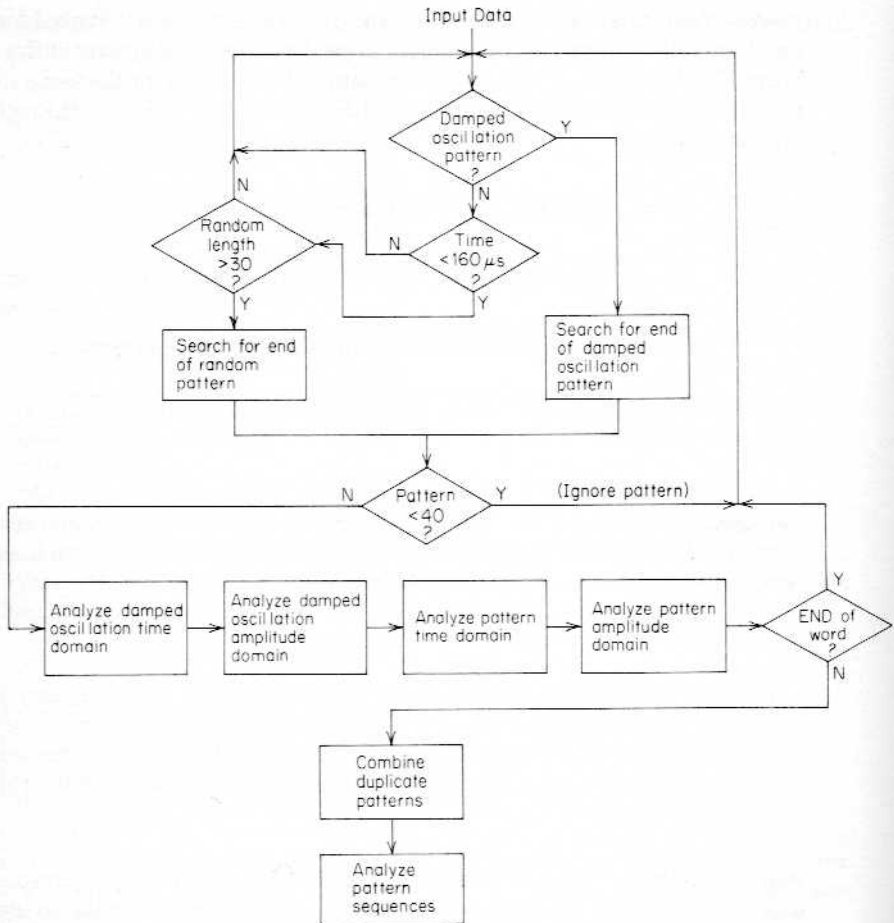 Input Data
Damped
oscillation
pattern
?
Y
N
N
Random
length
>30
?
Y
N
Time
<160 μs
?
Y
Search for end
of random
pattern
Search for end
of damped
oscillation
pattern
N
Pattern
<40
?
Y
(Ignore pattern)
Analyze damped
oscillation time
domain
Analyze damped
oscillation
amplitude
domain
Analyze pattern
time domain
Analyze pattern
amplitude
domain
Y
END of
word
?
N
Combine
duplicate
patterns
Analyze
pattern
sequences